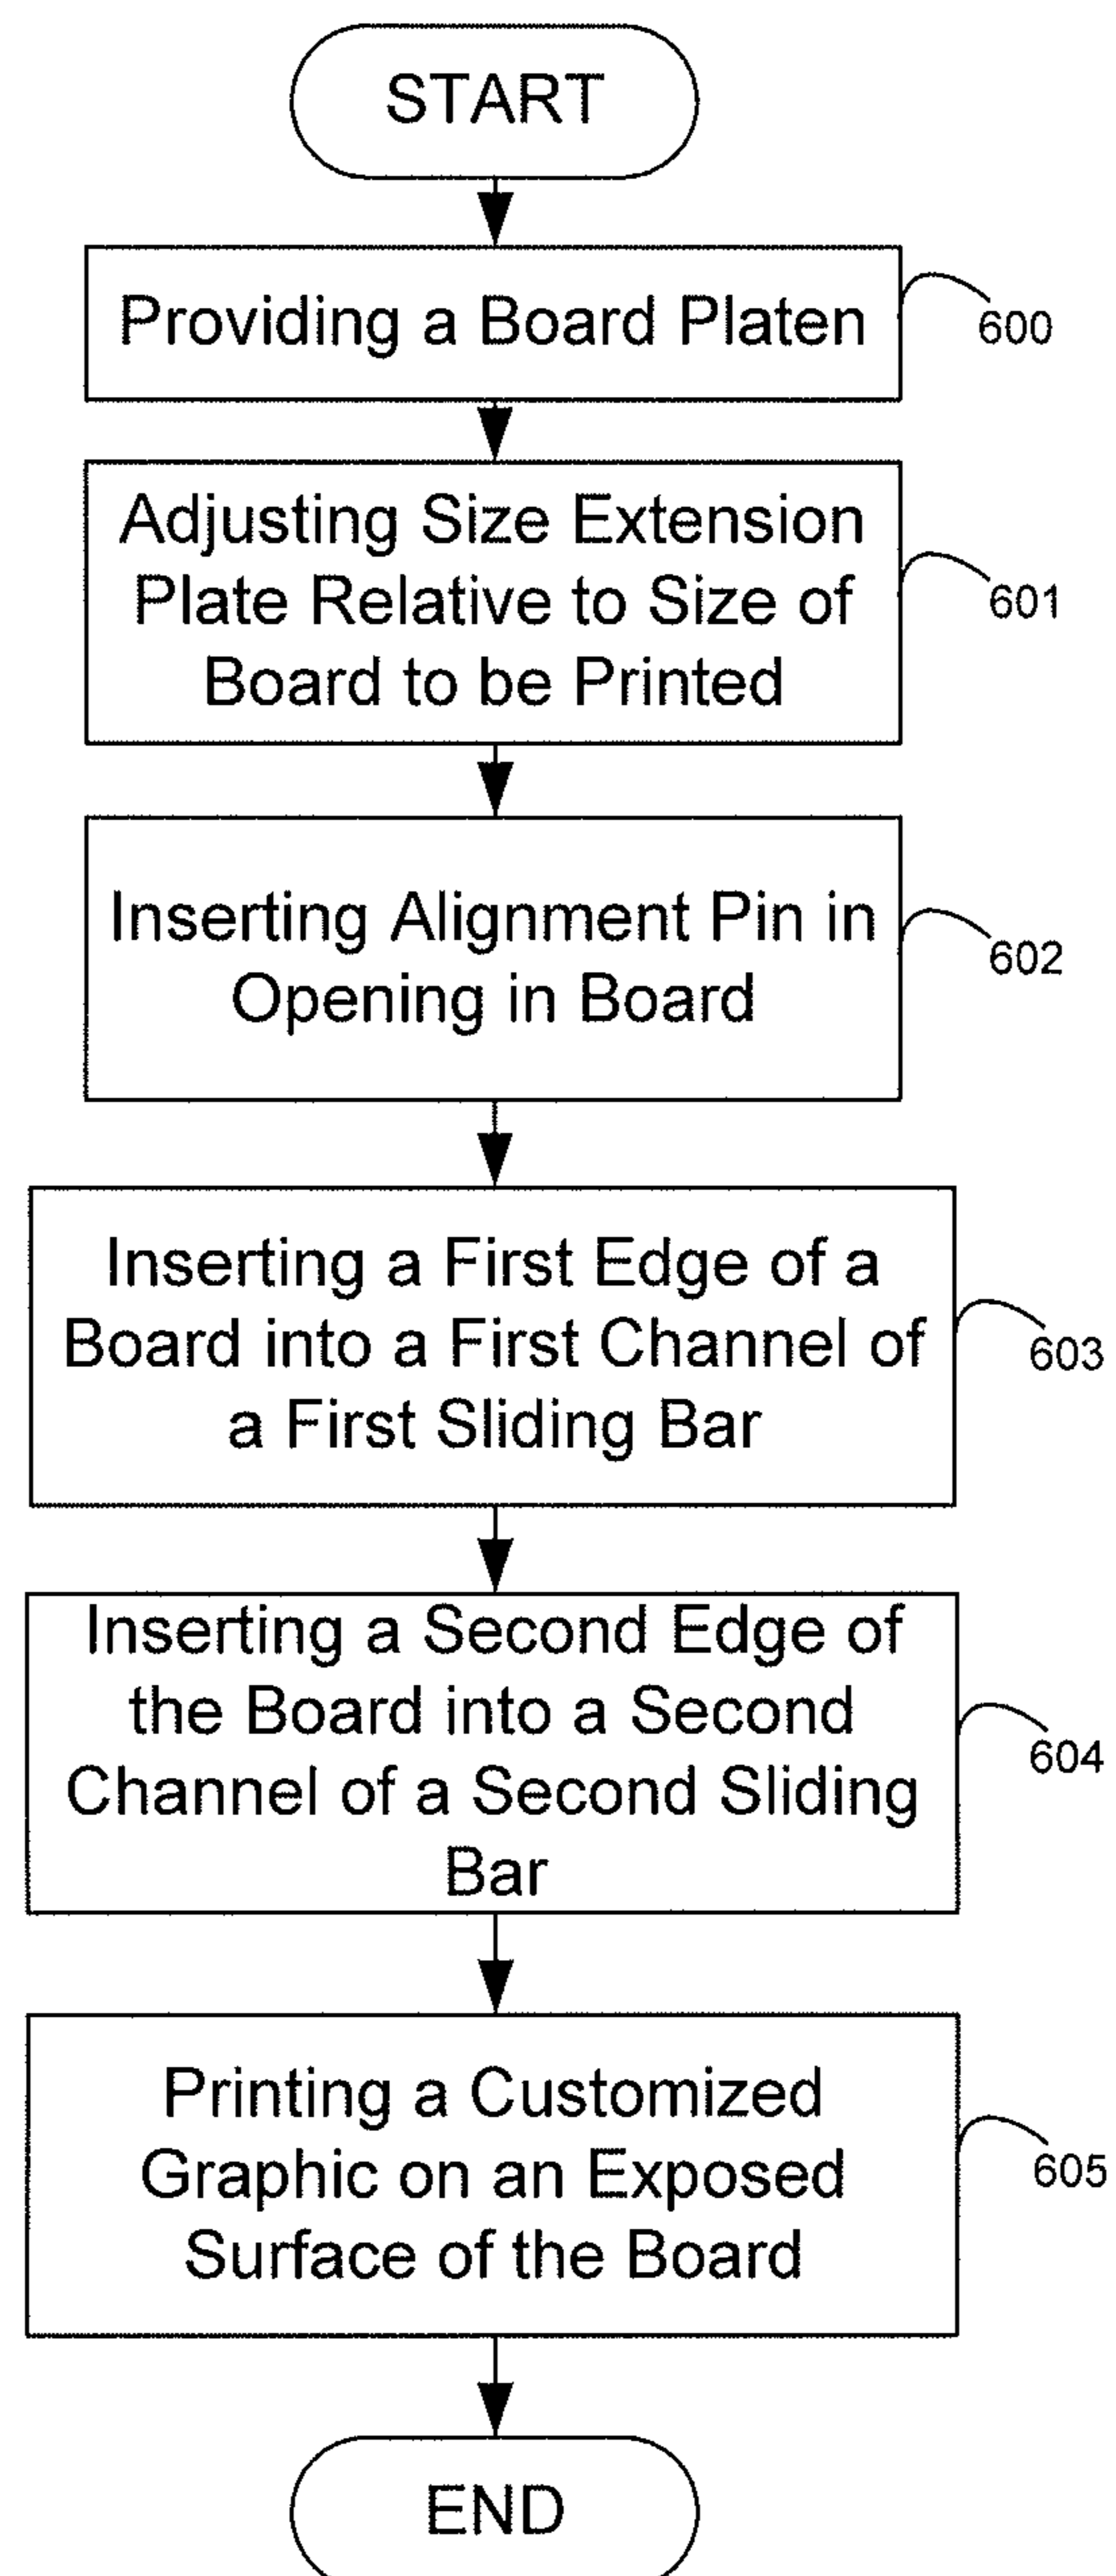 START
Providing a Board Platen
600
Adjusting Size Extension
Plate Relative to Size of
Board to be Printed
601
Inserting Alignment Pin in
Opening in Board
602
Inserting a First Edge of a
Board into a First Channel of
a First Sliding Bar
603
Inserting a Second Edge of
the Board into a Second
Channel of a Second Sliding
Bar
604
Printing a Customized
Graphic on an Exposed
Surface of the Board
605
END